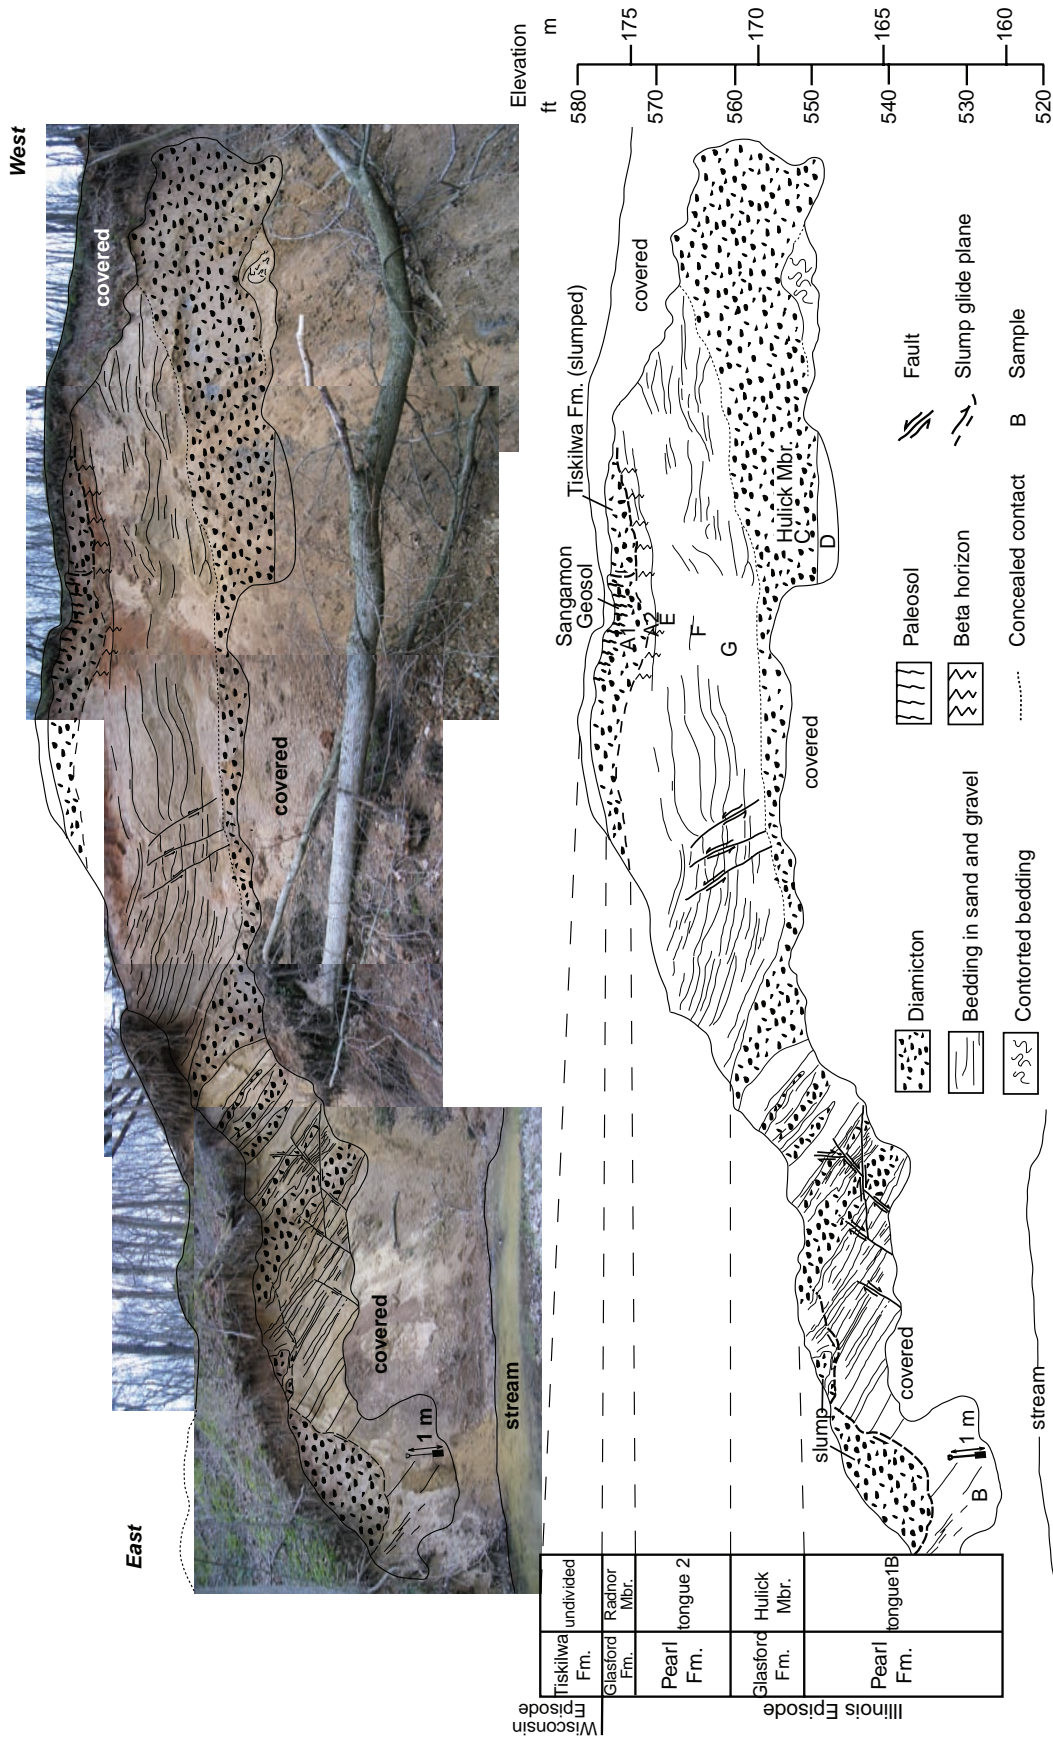 East
West
covered
covered
covered
stream
1 m
Elevation
ft
m
580
570
560
550
540
530
520
175
170
165
160
Sangamon
Geosol
Tiskilwa Fm. (slumped)
covered
A1
A2
E
F
G
Hulick Mbr.
C
D
covered
slump
covered
1 m
B
stream
Wisconsin
Episode
Illinois Episode
Tiskilwa
Fm.
undivided
Glasford
Fm.
Radnor
Mbr.
Pearl
Fm.
tongue 2
Glasford
Fm.
Hulick
Mbr.
Pearl
Fm.
tongue1B
Diamicton
Bedding in sand and gravel
Contorted bedding
Paleosol
Beta horizon
Concealed contact
Fault
Slump glide plane
B Sample